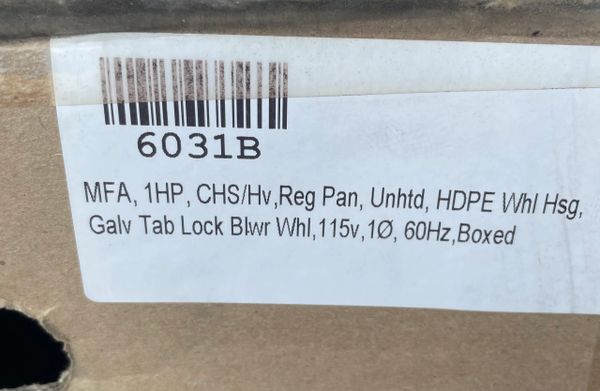 6031B
MFA, 1HP, CHS/Hv,Reg Pan, Unhtd, HDPE Whl Hsg,
Galv Tab Lock Blwr Whl,115v,1Ø, 60Hz,Boxed